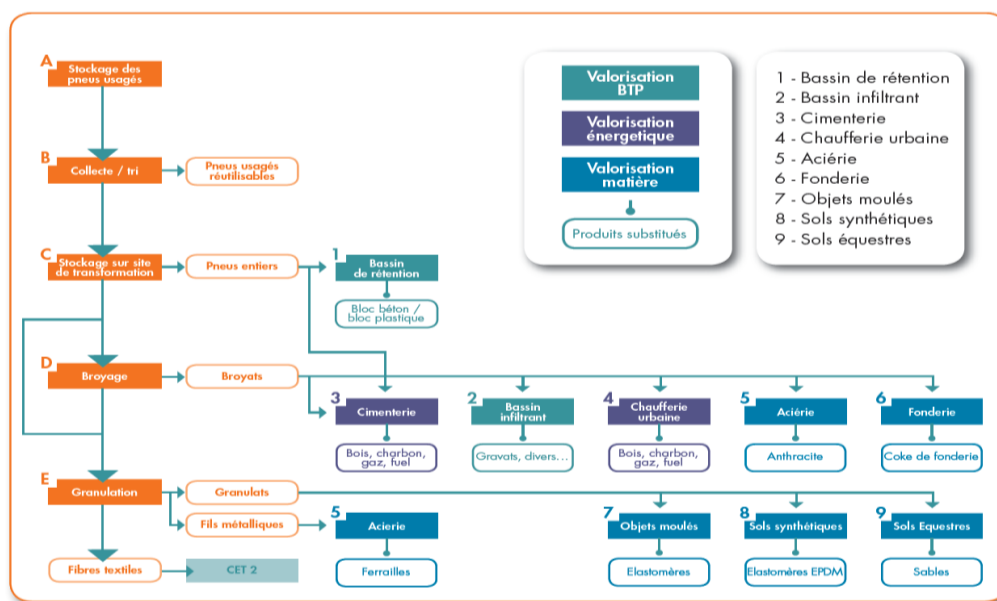 A
Stockage des
pneus usagés
B
Collecte / tri
Pneus usagés
réutilisables
C
Stockage sur site
de transformation
Pneus entiers
1
Bassin
de rétention
Bloc béton /
bloc plastique
D
Broyage
Broyats
3
Cimenterie
Bois, charbon,
gaz, fuel
2
Bassin
infiltrant
Gravats, divers...
4
Chaufferie
urbaine
Bois, charbon,
gaz, fuel
5
Aciérie
Anthracite
6
Fonderie
Coke de fonderie
E
Granulation
Granulats
Fils métalliques
5
Acierie
Ferrailles
7
Objets moulés
Elastomères
8
Sols synthétiques
Elastomères EPDM
9
Sols Equestres
Sables
Fibres textiles
CET 2
Valorisation
BTP
Valorisation
énergetique
Valorisation
matière
Produits substitués
1 - Bassin de rétention
2 - Bassin infiltrant
3 - Cimenterie
4 - Chaufferie urbaine
5 - Aciérie
6 - Fonderie
7 - Objets moulés
8 - Sols synthétiques
9 - Sols équestres